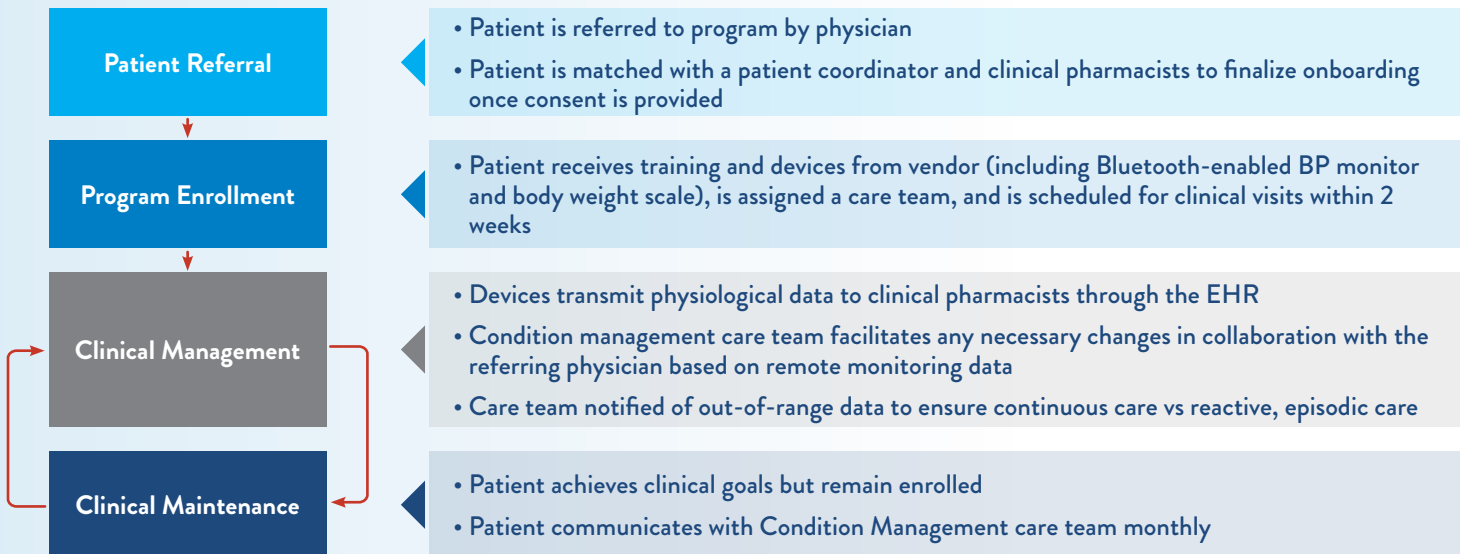 Patient Referral
• Patient is referred to program by physician
• Patient is matched with a patient coordinator and clinical pharmacists to finalize onboarding
once consent is provided
Program Enrollment
• Patient receives training and devices from vendor (including Bluetooth-enabled BP monitor
and body weight scale), is assigned a care team, and is scheduled for clinical visits within 2
weeks
Clinical Management
• Devices transmit physiological data to clinical pharmacists through the EHR
• Condition management care team facilitates any necessary changes in collaboration with the
referring physician based on remote monitoring data
• Care team notified of out-of-range data to ensure continuous care vs reactive, episodic care
Clinical Maintenance
• Patient achieves clinical goals but remain enrolled
• Patient communicates with Condition Management care team monthly